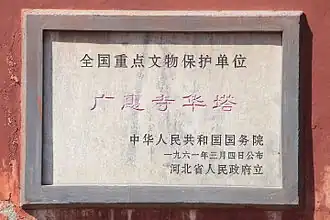 全国重点文物保护单位
广惠寺华塔
中华人民共和国国务院
一九六一年三月四日公布
河北省人民政府立